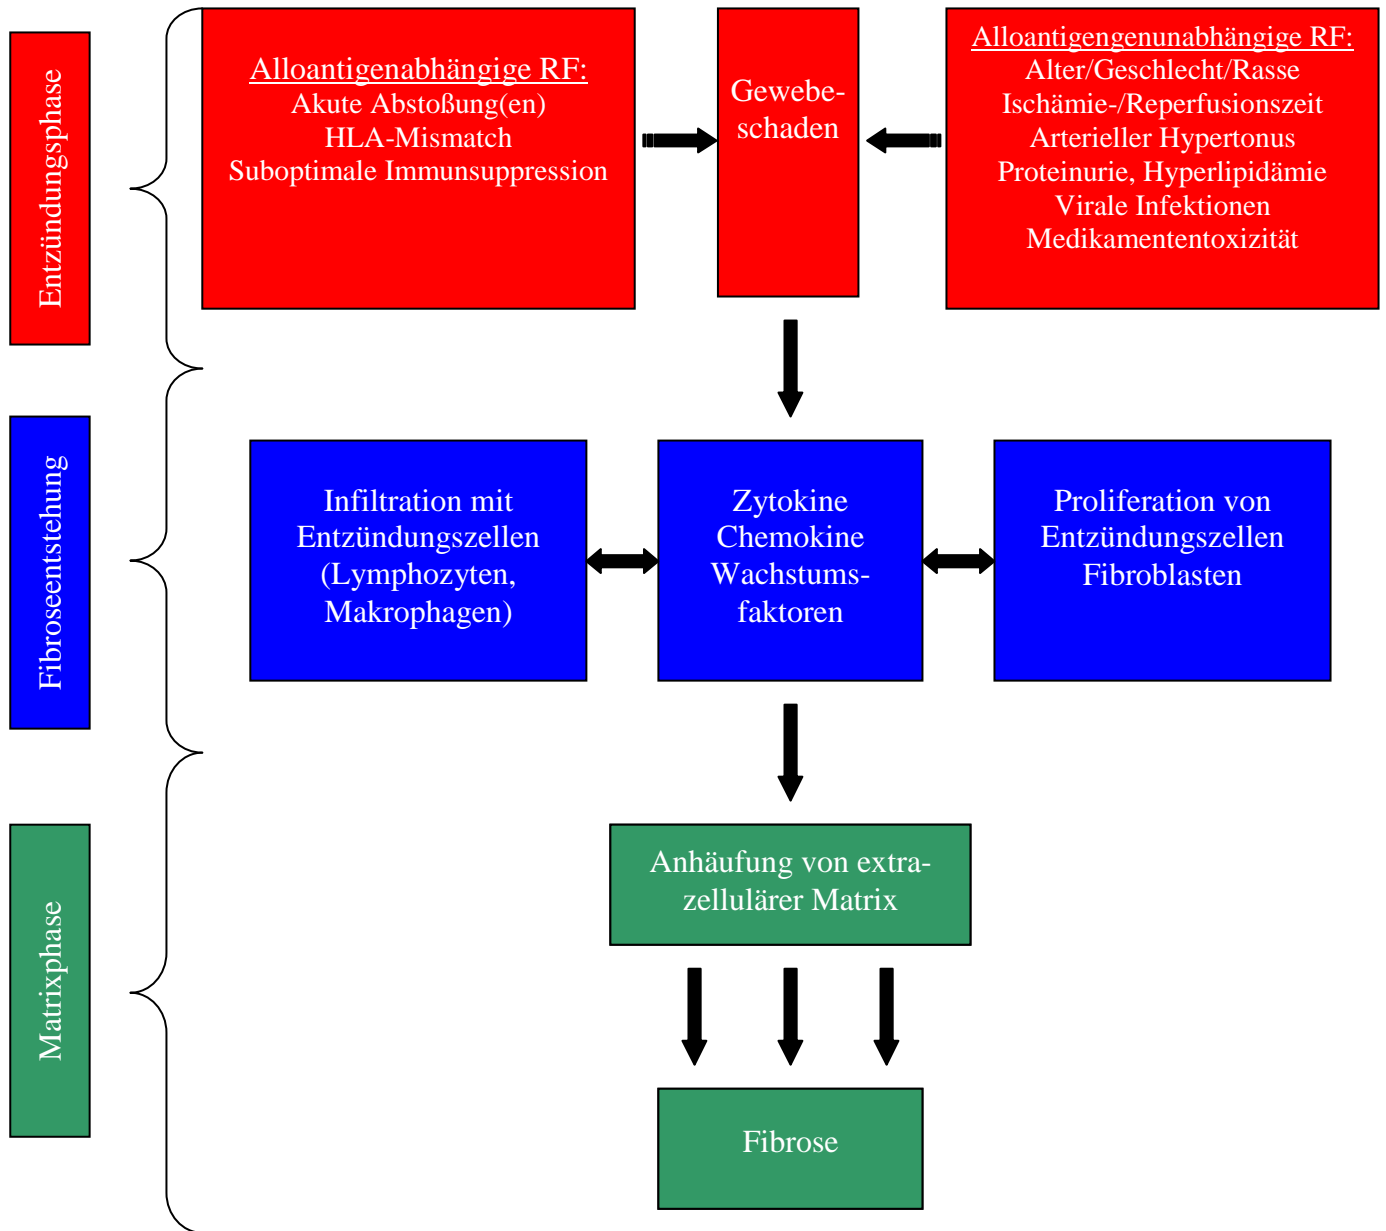 Entzündungsphase
Alloantigenabhängige RF:
Akute Abstoßung(en)
HLA-Mismatch
Suboptimale Immunsuppression
Gewebe-
schaden
Alloantigengenunabhängige RF:
Alter/Geschlecht/Rasse
Ischämie-/Reperfusionszeit
Arterieller Hypertonus
Proteinurie, Hyperlipidämie
Virale Infektionen
Medikamententoxizität
Fibroseentstehung
Infiltration mit
Entzündungszellen
(Lymphozyten,
Makrophagen)
Zytokine
Chemokine
Wachstums-
faktoren
Proliferation von
Entzündungszellen
Fibroblasten
Matrixphase
Anhäufung von extra-
zellulärer Matrix
Fibrose